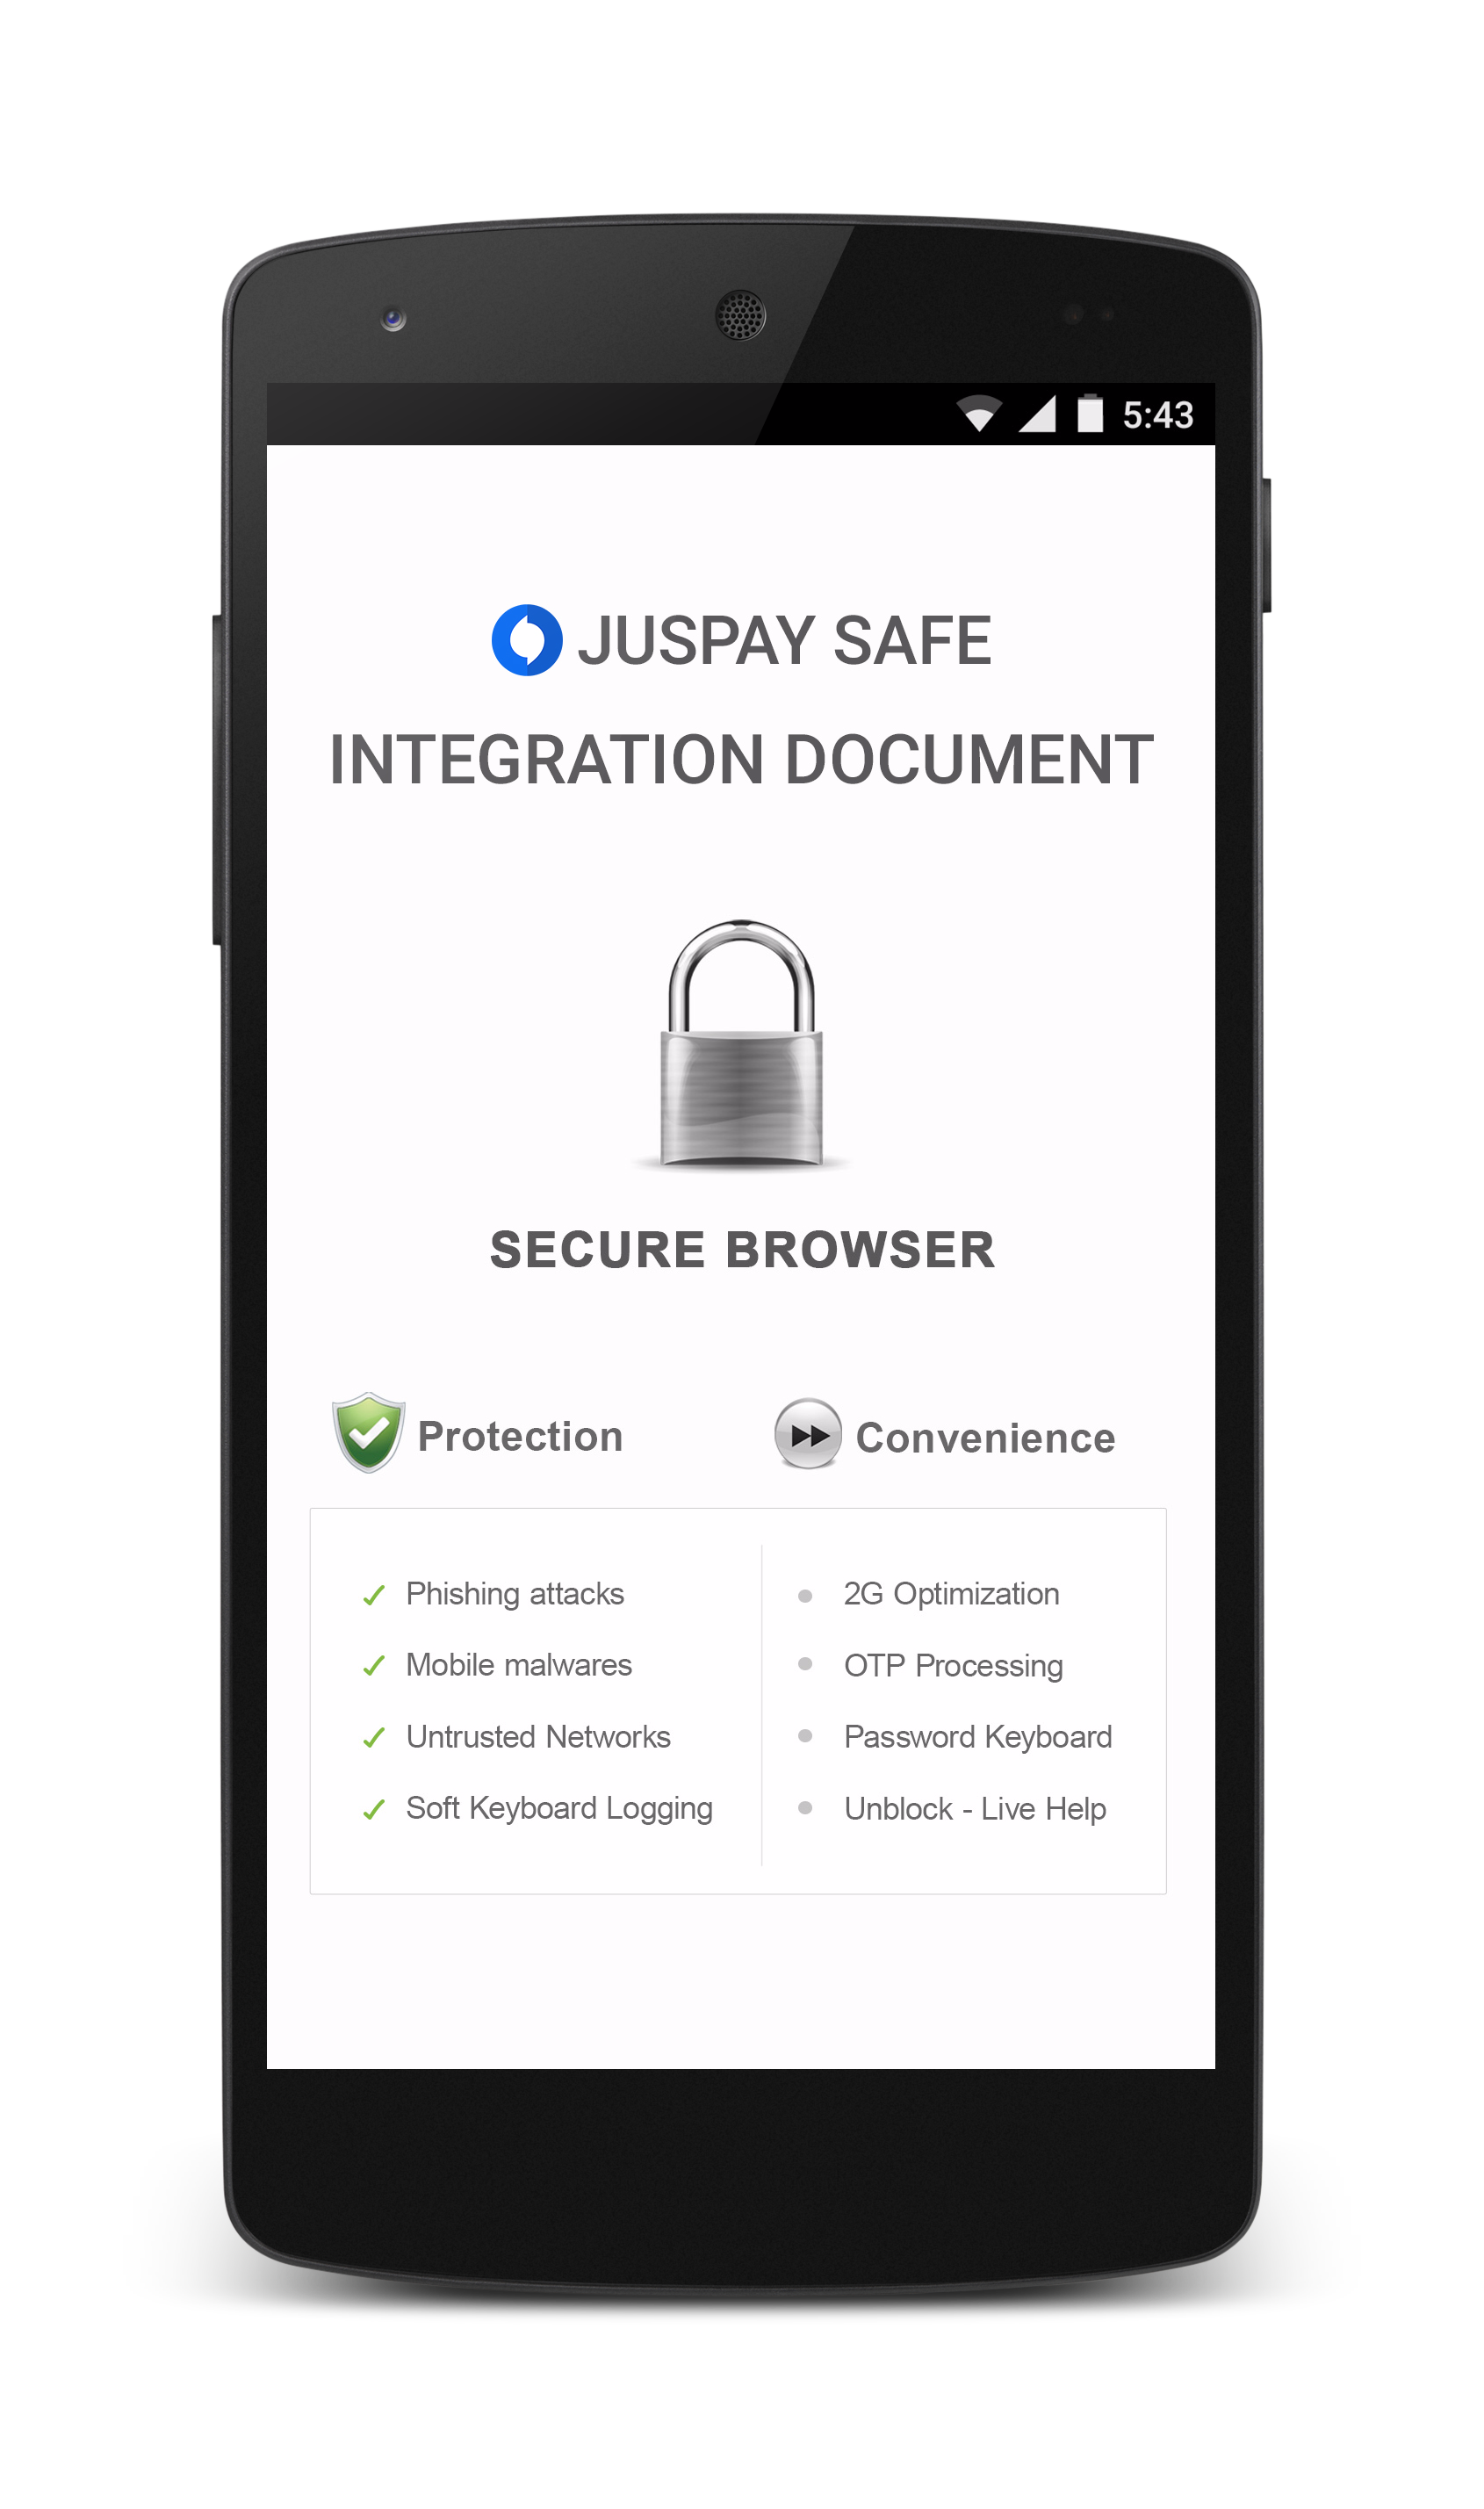 5:43
JUSPAY SAFE
INTEGRATION DOCUMENT
SECURE BROWSER
Protection
Convenience
Phishing attacks
Mobile malwares
Untrusted Networks
Soft Keyboard Logging
2G Optimization
OTP Processing
Password Keyboard
Unblock - Live Help